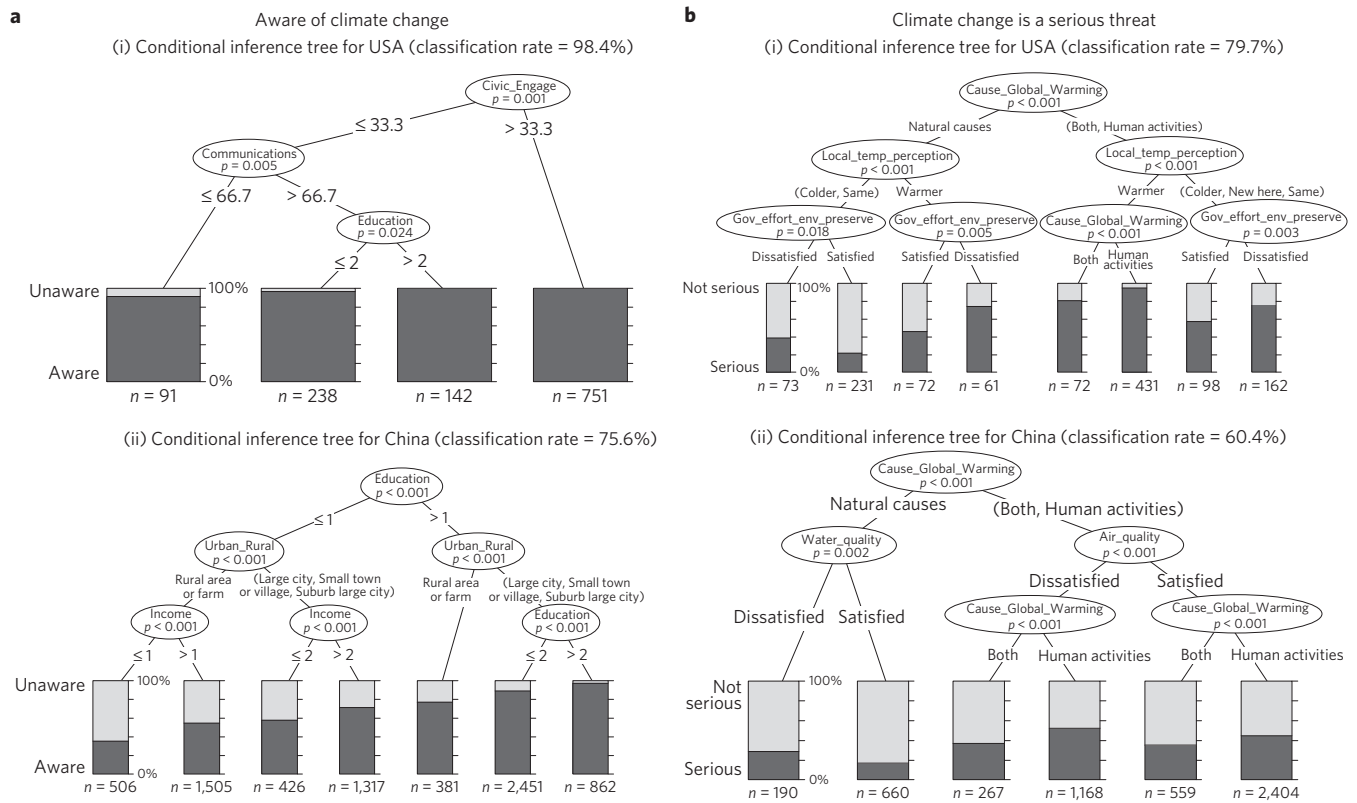 a
Aware of climate change
(i) Conditional inference tree for USA (classification rate = 98.4%)
Civic_Engage
p = 0.001
≤ 33.3
> 33.3
Communications
p = 0.005
≤ 66.7
> 66.7
Education
p = 0.024
≤ 2
> 2
Unaware
100%
Aware
0%
n = 91
n = 238
n = 142
n = 751
(ii) Conditional inference tree for China (classification rate = 75.6%)
Education
p < 0.001
≤ 1
> 1
Urban_Rural
p < 0.001
Urban_Rural
p < 0.001
Rural area
or farm
(Large city, Small town
or village, Suburb large city)
Rural area
or farm
(Large city, Small town
or village, Suburb large city)
Income
p < 0.001
Income
p < 0.001
Education
p < 0.001
≤ 1
> 1
≤ 2
> 2
≤ 2
> 2
Unaware
100%
Aware
0%
n = 506
n = 1,505
n = 426
n = 1,317
n = 381
n = 2,451
n = 862
b
Climate change is a serious threat
(i) Conditional inference tree for USA (classification rate = 79.7%)
Cause_Global_Warming
p < 0.001
Natural causes
(Both, Human activities)
Local_temp_perception
p < 0.001
Local_temp_perception
p < 0.001
(Colder, Same)
Warmer
Warmer
(Colder, New here, Same)
Gov_effort_env_preserve
p = 0.018
Gov_effort_env_preserve
p = 0.005
Cause_Global_Warming
p < 0.001
Gov_effort_env_preserve
p = 0.003
Dissatisfied
Satisfied
Satisfied
Dissatisfied
Both
Human
activities
Satisfied
Dissatisfied
Not serious
100%
Serious
0%
n = 73
n = 231
n = 72
n = 61
n = 72
n = 431
n = 98
n = 162
(ii) Conditional inference tree for China (classification rate = 60.4%)
Cause_Global_Warming
p < 0.001
Natural causes
(Both, Human activities)
Water_quality
p = 0.002
Air_quality
p < 0.001
Dissatisfied
Satisfied
Dissatisfied
Satisfied
Cause_Global_Warming
p < 0.001
Cause_Global_Warming
p < 0.001
Both
Human activities
Both
Human activities
Not
serious
100%
Serious
0%
n = 190
n = 660
n = 267
n = 1,168
n = 559
n = 2,404